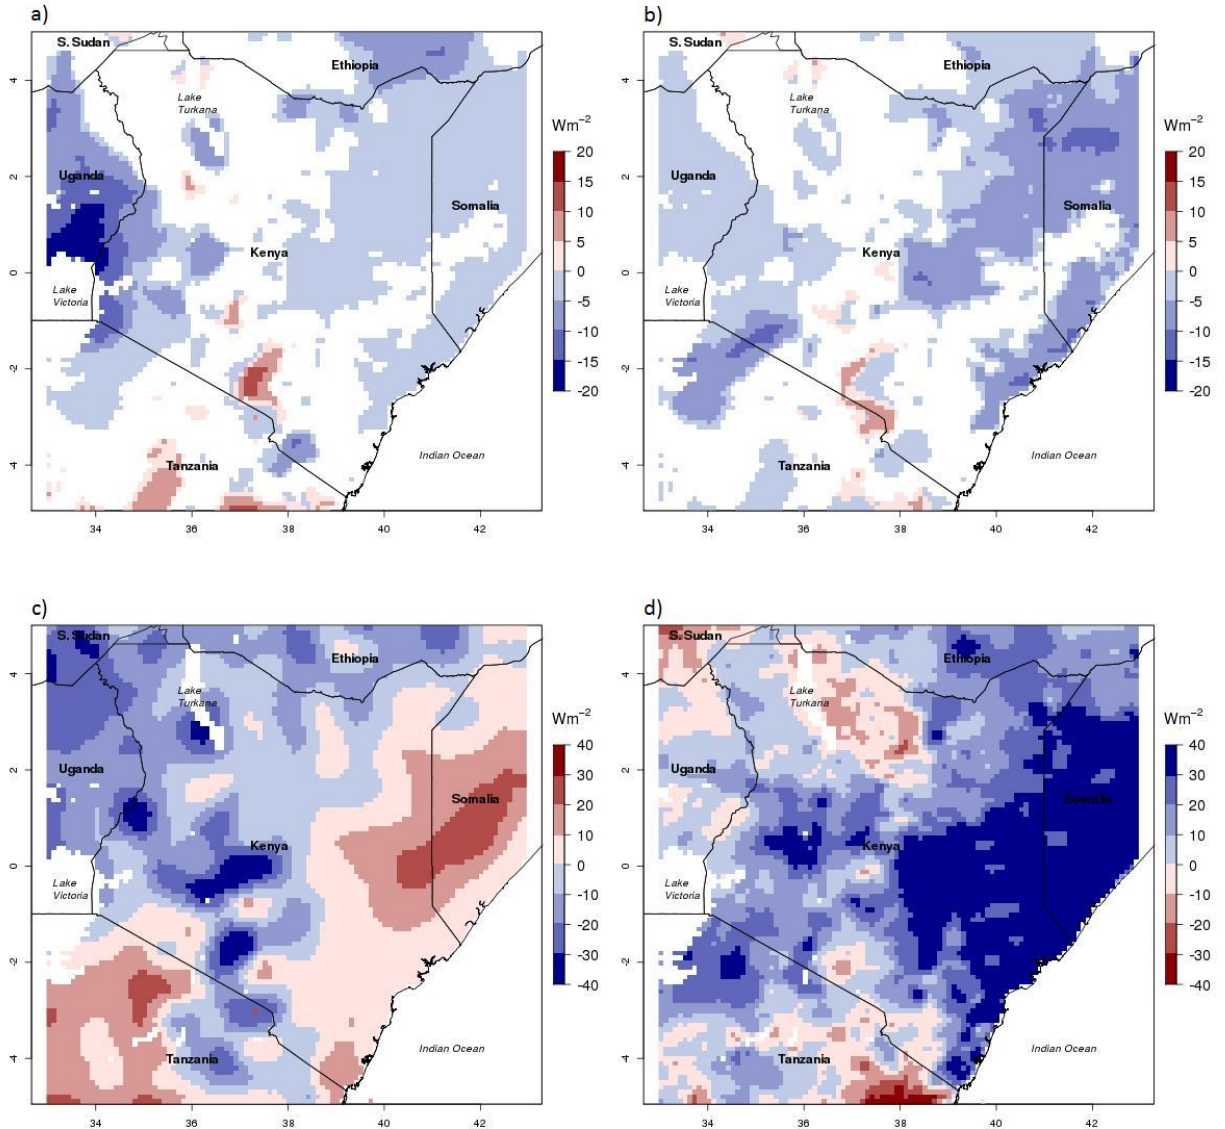 a)
S. Sudan
Ethiopia
Lake
Turkana
Uganda
Somalia
Kenya
Lake
Victoria
Tanzania
Indian Ocean
4
2
0
-2
4
34 36 38 40 42
Wm⁻²
20
15
10
5
0
-5
-10
-15
-20
b)
S. Sudan
Ethiopia
Lake
Turkana
Uganda
Somalia
Kenya
Lake
Victoria
Tanzania
Indian Ocean
4
2
0
-2
4
34 36 38 40 42
Wm⁻²
20
15
10
5
0
-5
-10
-15
-20
c)
S. Sudan
Ethiopia
Lake
Turkana
Uganda
Somalia
Kenya
Lake
Victoria
Tanzania
Indian Ocean
4
2
0
-2
4
34 36 38 40 42
Wm⁻²
40
30
20
10
0
-10
-20
-30
-40
d)
S. Sudan
Ethiopia
Lake
Turkana
Uganda
Somalia
Kenya
Lake
Victoria
Tanzania
Indian Ocean
4
2
0
-2
4
34 36 38 40 42
Wm⁻²
40
30
20
10
0
-10
-20
-30
-40